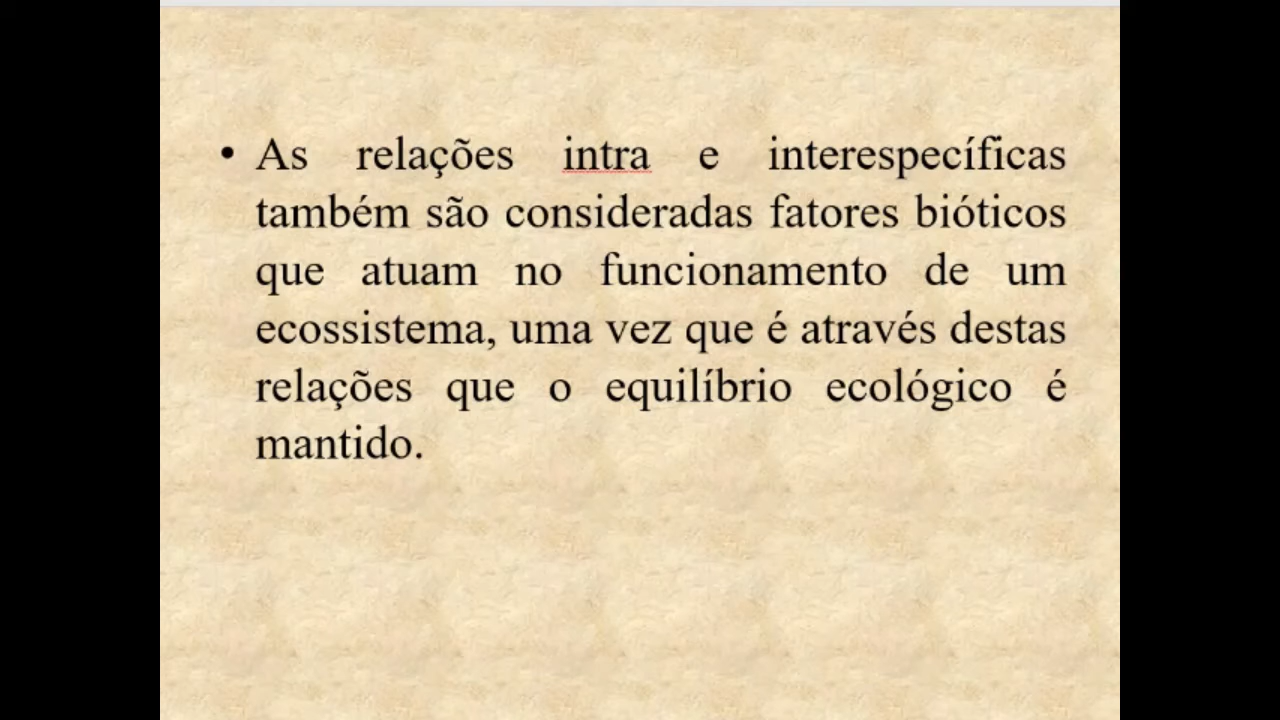 • As relações intra e interespecíficas
também são consideradas fatores bióticos
que atuam no funcionamento de um
ecossistema, uma vez que é através destas
relações que o equilíbrio ecológico é
mantido.